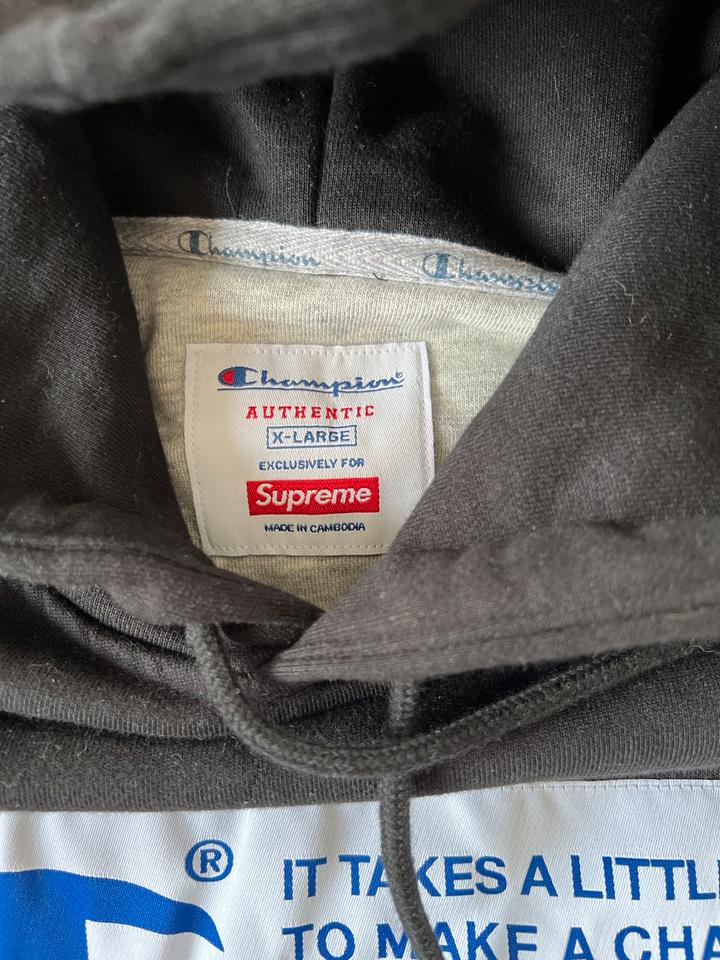 Champion Champion
Champion®
AUTHENTIC
X-LARGE
EXCLUSIVELY FOR
Supreme
MADE IN CAMBODIA
® IT TAKES A LITTL
TO MAKE A CHA